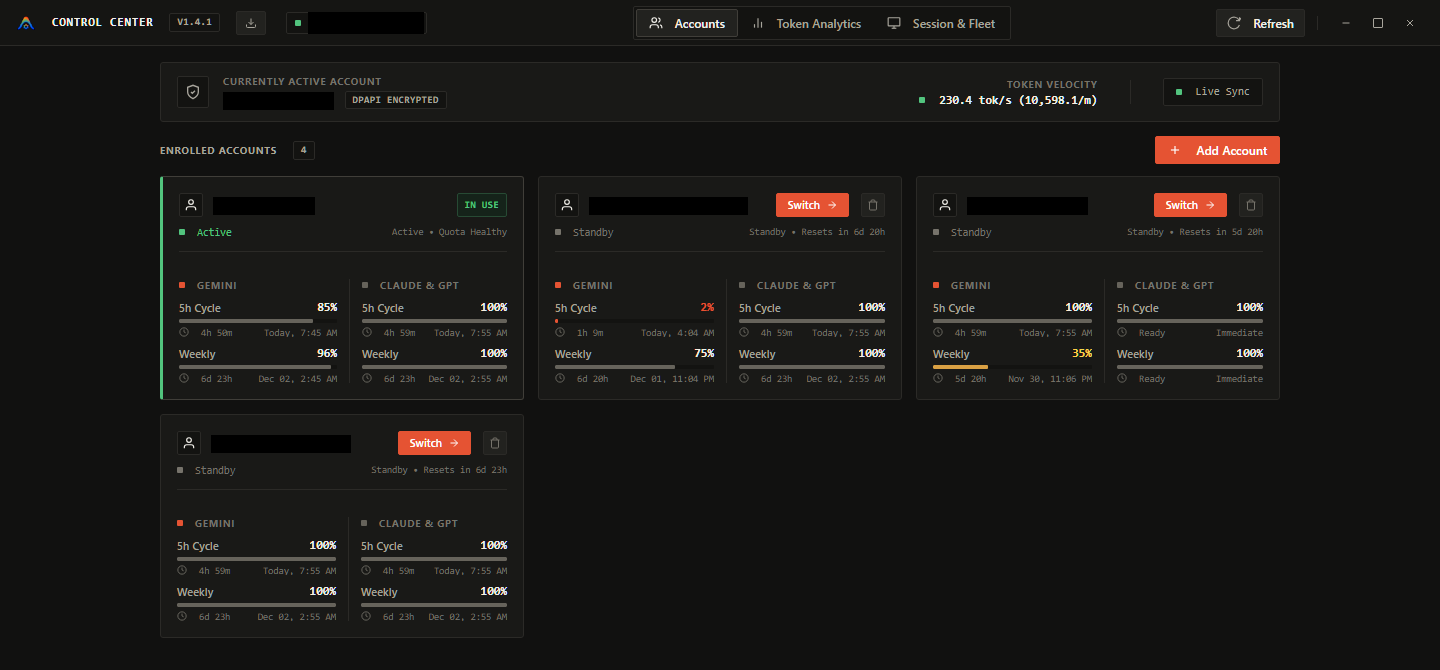 CONTROL CENTER V1.4.1 Accounts Token Analytics Session & Fleet Refresh
CURRENTLY ACTIVE ACCOUNT
DPAPI ENCRYPTED
TOKEN VELOCITY
230.4 tok/s (10,598.1/m)
Live Sync
ENROLLED ACCOUNTS 4
+ Add Account
IN USE
Active Active • Quota Healthy
GEMINI
5h Cycle 85%
4h 50m Today, 7:45 AM
Weekly 96%
6d 23h Dec 02, 2:45 AM
CLAUDE & GPT
5h Cycle 100%
4h 59m Today, 7:55 AM
Weekly 100%
6d 23h Dec 02, 2:55 AM
Switch →
Standby Standby • Resets in 6d 20h
GEMINI
5h Cycle 2%
1h 9m Today, 4:04 AM
Weekly 75%
6d 20h Dec 01, 11:04 PM
CLAUDE & GPT
5h Cycle 100%
4h 59m Today, 7:55 AM
Weekly 100%
6d 23h Dec 02, 2:55 AM
Switch →
Standby Standby • Resets in 5d 20h
GEMINI
5h Cycle 100%
4h 59m Today, 7:55 AM
Weekly 35%
5d 20h Nov 30, 11:06 PM
CLAUDE & GPT
5h Cycle 100%
Ready Immediate
Weekly 100%
Ready Immediate
Switch →
Standby Standby • Resets in 6d 23h
GEMINI
5h Cycle 100%
4h 59m Today, 7:55 AM
Weekly 100%
6d 23h Dec 02, 2:55 AM
CLAUDE & GPT
5h Cycle 100%
4h 59m Today, 7:55 AM
Weekly 100%
6d 23h Dec 02, 2:55 AM